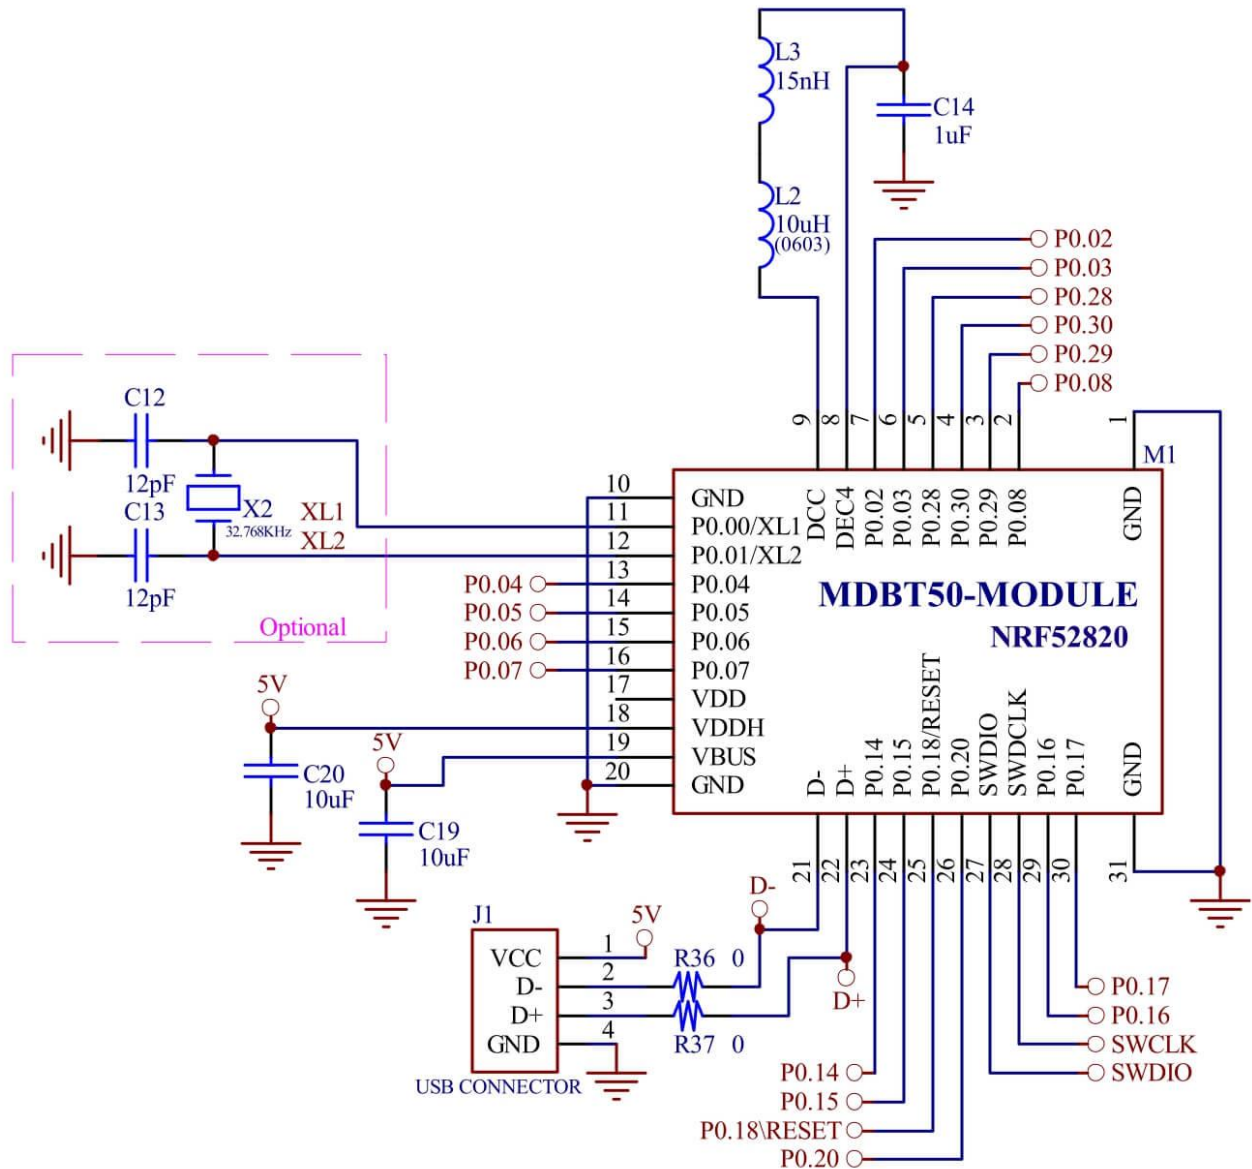 L3
15nH
C14
1uF
L2
10uH
(0603)
P0.02
P0.03
P0.28
P0.30
P0.29
P0.08
9
8
7
6
5
4
3
2
1
M1
C12
12pF
C13
12pF
X2
32.768KHz
XL1
XL2
Optional
10
11
12
13
14
15
16
17
18
19
20
P0.04
P0.05
P0.06
P0.07
GND
P0.00/XL1
P0.01/XL2
P0.04
P0.05
P0.06
P0.07
VDD
VDDH
VBUS
GND
DCC
DEC4
P0.02
P0.03
P0.28
P0.30
P0.29
P0.08
GND
MDBT50-MODULE
NRF52820
D-
D+
P0.14
P0.15
P0.18/RESET
P0.20
SWDIO
SWDCLK
P0.16
P0.17
GND
21
22
23
24
25
26
27
28
29
30
31
5V
C20
10uF
5V
C19
10uF
J1
VCC
D-
D+
GND
1
2
3
4
USB CONNECTOR
5V
R36 0
R37 0
D-
D+
P0.14
P0.15
P0.18\RESET
P0.20
P0.17
P0.16
SWCLK
SWDIO